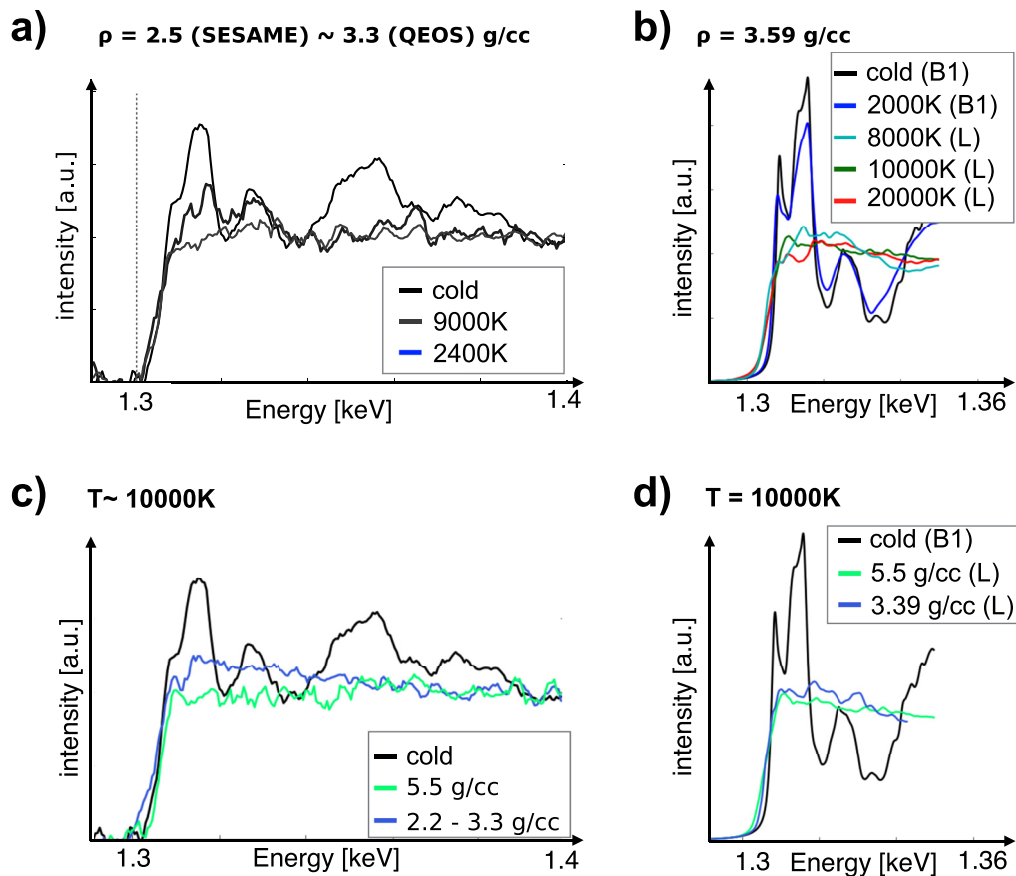 a)
ρ = 2.5 (SESAME) ~ 3.3 (QEOS) g/cc
intensity [a.u.]
cold
9000K
2400K
1.3
Energy [keV]
1.4
b)
ρ = 3.59 g/cc
intensity [a.u.]
cold (B1)
2000K (B1)
8000K (L)
10000K (L)
20000K (L)
1.3
Energy [keV]
1.36
c)
T~ 10000K
intensity [a.u.]
cold
5.5 g/cc
2.2 - 3.3 g/cc
1.3
Energy [keV]
1.4
d)
T = 10000K
intensity [a.u.]
cold (B1)
5.5 g/cc (L)
3.39 g/cc (L)
1.3
Energy [keV]
1.36